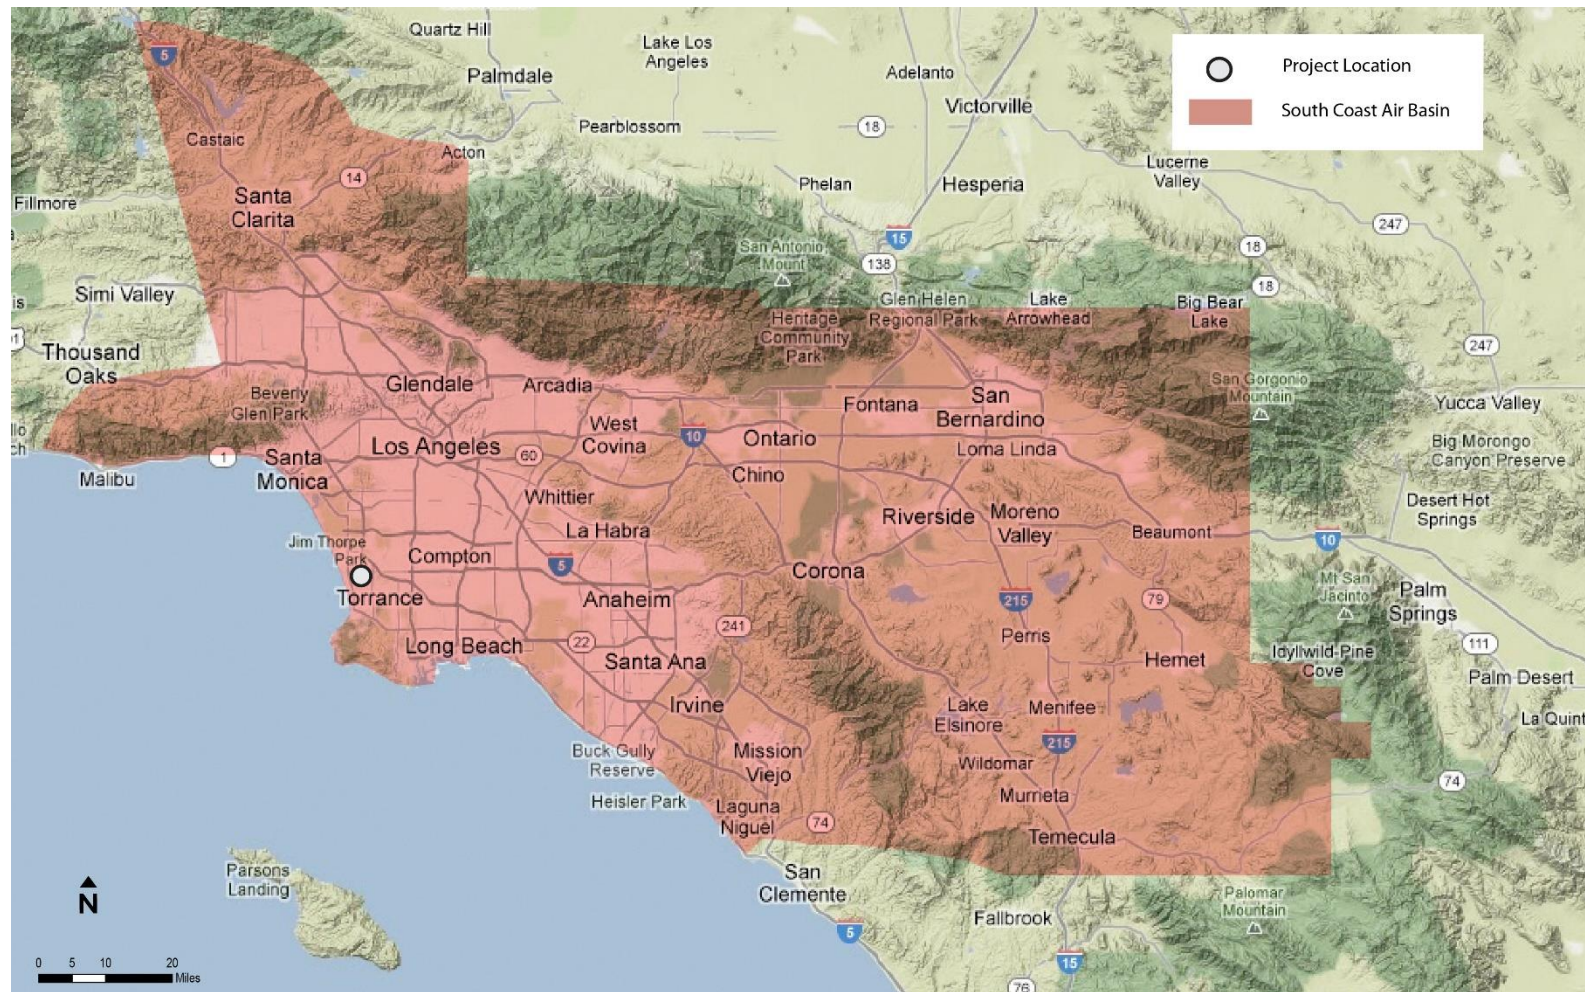 Quartz Hill
Lake Los
Angeles
Palmdale
Adelanto
Victorville
Pearblossom
18
5
Castaic
Acton
14
Santa
Clarita
Fillmore
Phelan
Hesperia
Lucerne
Valley
247
18
18
15
138
San Antonio
Mount
Simi Valley
Glen Helen
Regional Park
Lake
Arrowhead
Big Bear
Lake
Heritage
Community
Park
Thousand
Oaks
247
Glendale
Arcadia
Beverly
Glen Park
Fontana
San
Bernardino
San Gorgonio
Mountain
Yucca Valley
West
Covina
10
Ontario
Los Angeles
60
Loma Linda
Big Morongo
Canyon Preserve
1
Santa
Monica
Malibu
Chino
Whittier
La Habra
Riverside
Moreno
Valley
Beaumont
Desert Hot
Springs
10
Jim Thorpe
Park
Compton
5
Corona
Torrance
Anaheim
215
79
Mt San
Jacinto
Palm
Springs
241
22
Long Beach
Santa Ana
Perris
Hemet
111
Idyllwild-Pine
Cove
Palm Desert
La Quint
Irvine
Lake
Elsinore
Menifee
215
Buck Gully
Reserve
Mission
Viejo
Wildomar
Murrieta
74
Heisler Park
Laguna
Niguel
74
Temecula
Parsons
Landing
San
Clemente
Palomar
Mountain
Fallbrook
5
15
76
N
0 5 10 20
Miles
Project Location
South Coast Air Basin